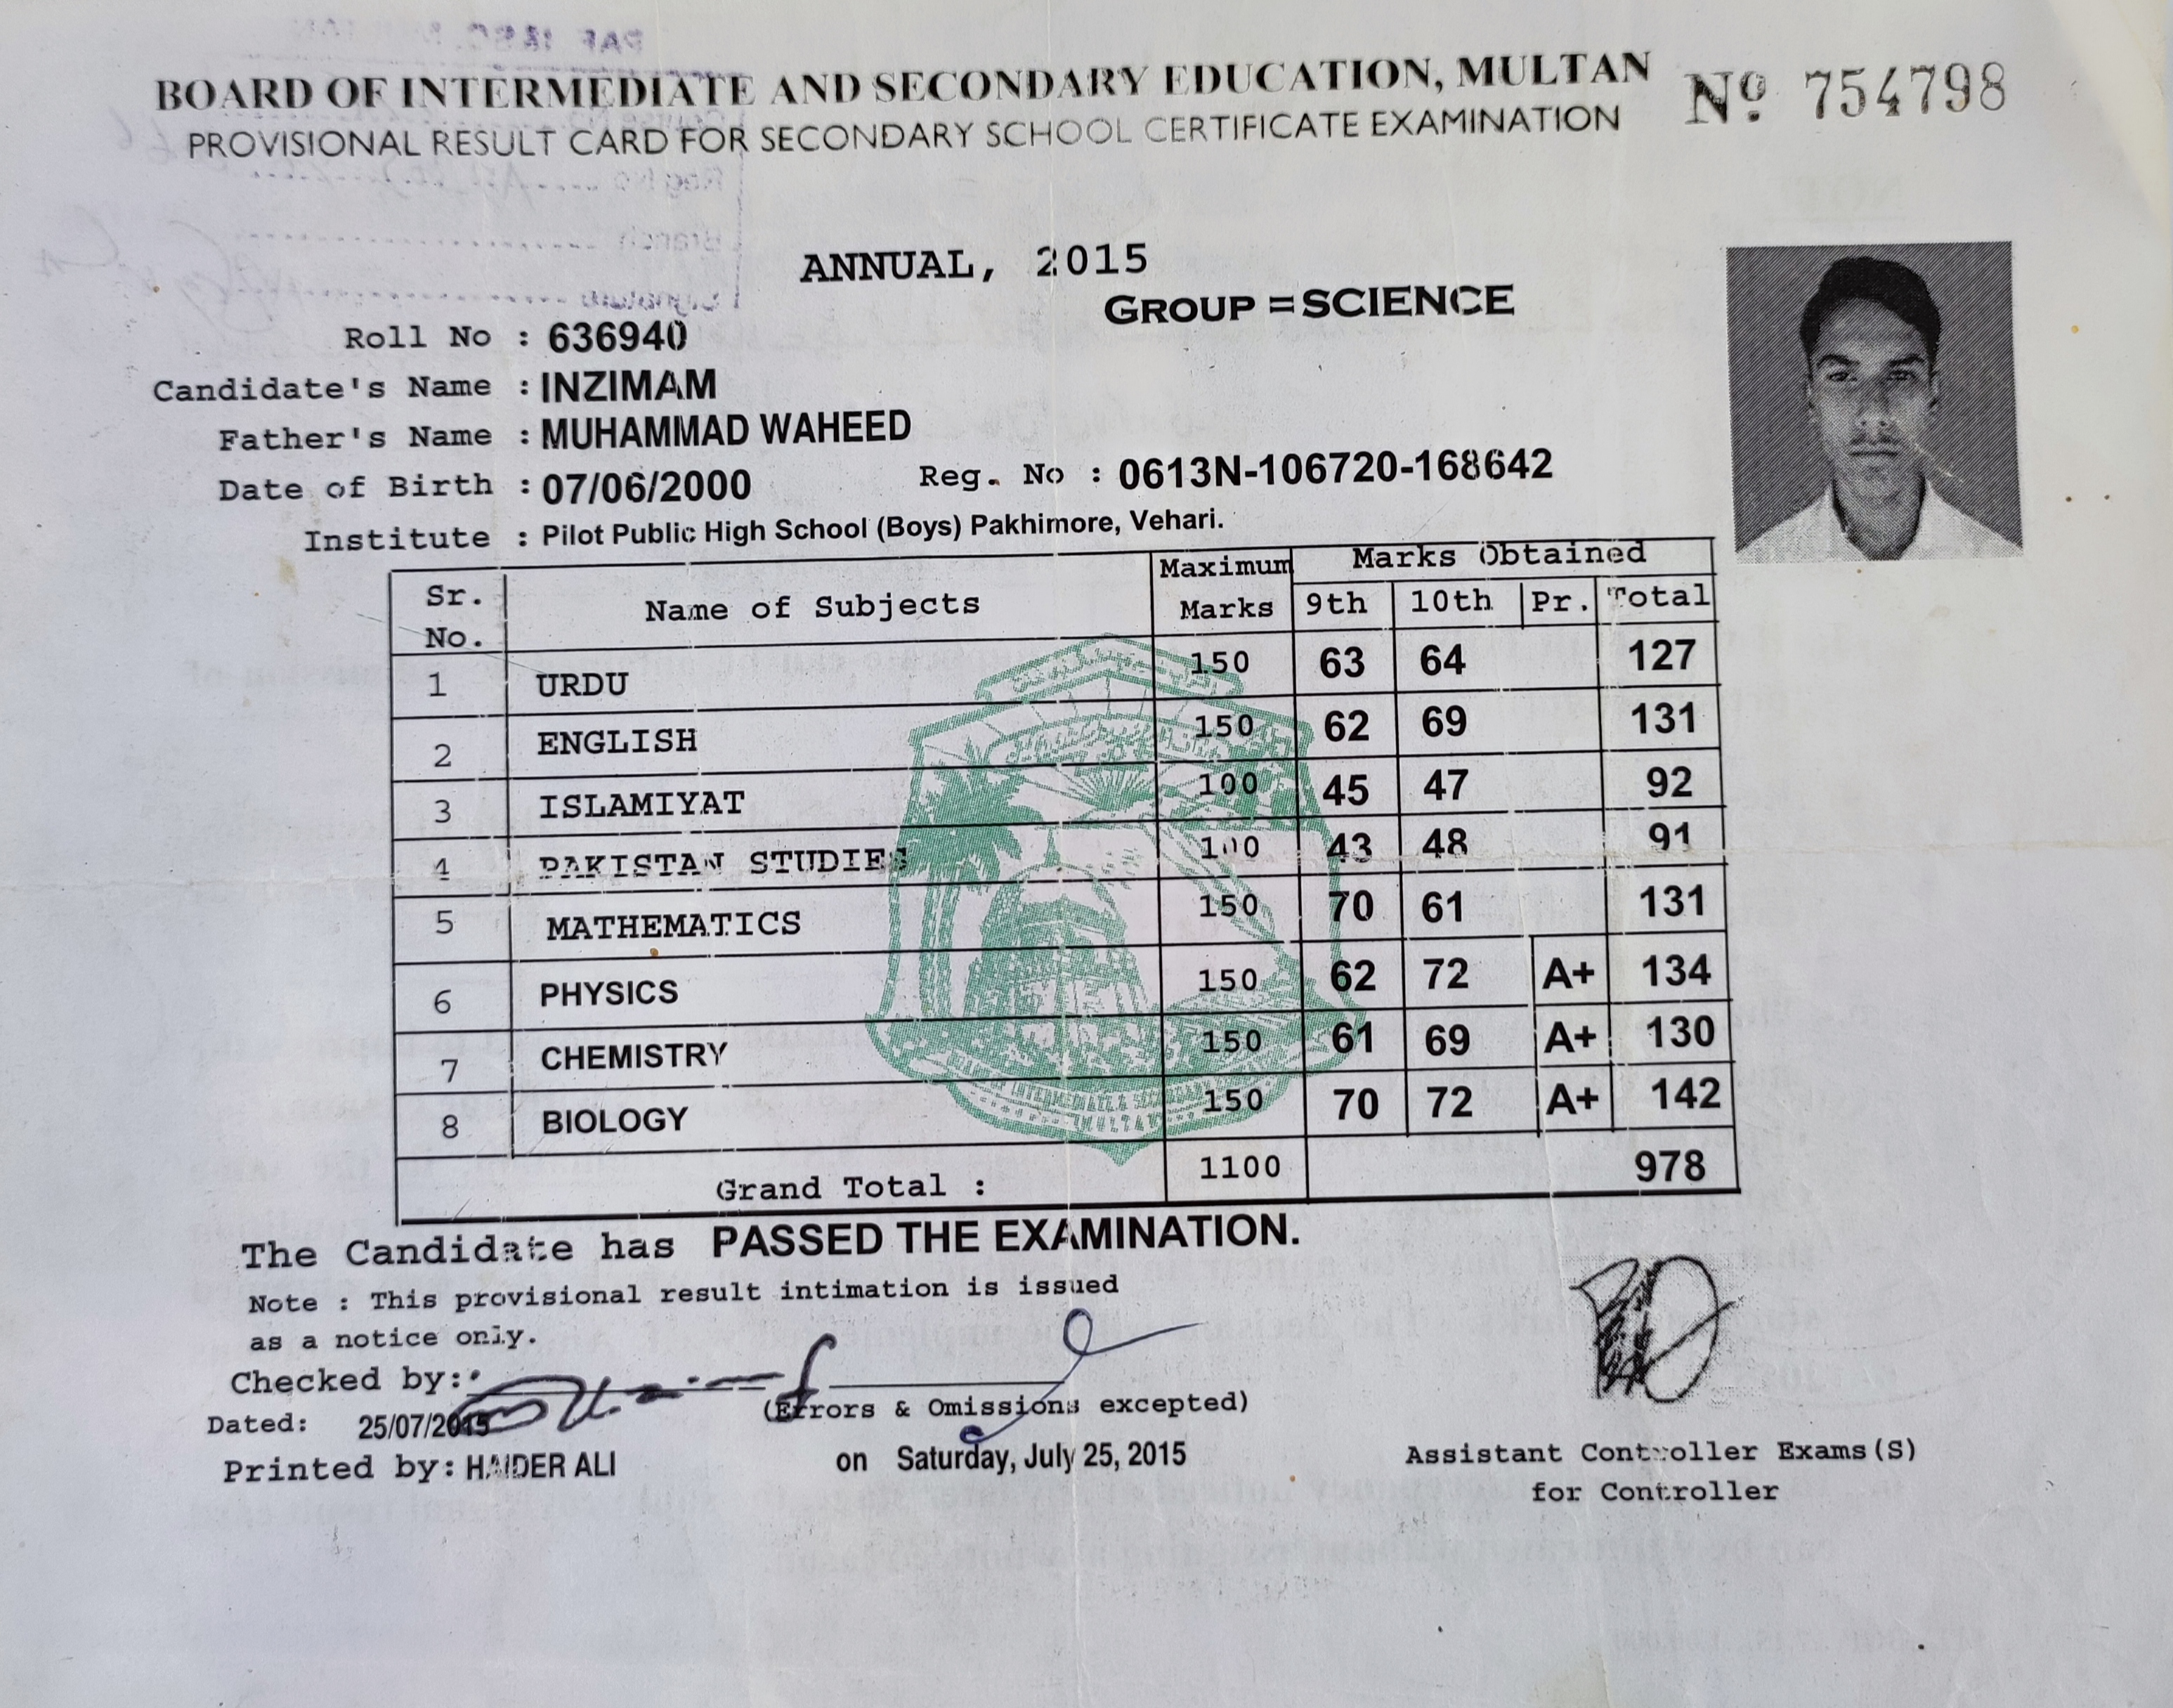 BOARD OF INTERMEDIATE AND SECONDARY EDUCATION, MULTAN
Nº 754798
PROVISIONAL RESULT CARD FOR SECONDARY SCHOOL CERTIFICATE EXAMINATION
ANNUAL, 2015
GROUP = SCIENCE
Roll No : 636940
Candidate's Name : INZIMAM
Father's Name : MUHAMMAD WAHEED
Date of Birth : 07/06/2000 Reg. No : 0613N-106720-168642
Institute : Pilot Public High School (Boys) Pakhimore, Vehari.
Sr. No. Name of Subjects Maximum Marks Marks Obtained
9th 10th Pr. Total
1 URDU 150 63 64 127
2 ENGLISH 150 62 69 131
3 ISLAMIYAT 100 45 47 92
4 PAKISTAN STUDIES 100 43 48 91
5 MATHEMATICS 150 70 61 131
6 PHYSICS 150 62 72 A+ 134
7 CHEMISTRY 150 61 69 A+ 130
8 BIOLOGY 150 70 72 A+ 142
Grand Total : 1100 978
The Candidate has PASSED THE EXAMINATION.
Note : This provisional result intimation is issued
as a notice only.
Checked by:
(Errors & Omissions excepted)
Dated: 25/07/2015
Printed by: HAIDER ALI
on Saturday, July 25, 2015
Assistant Controller Exams(S)
for Controller